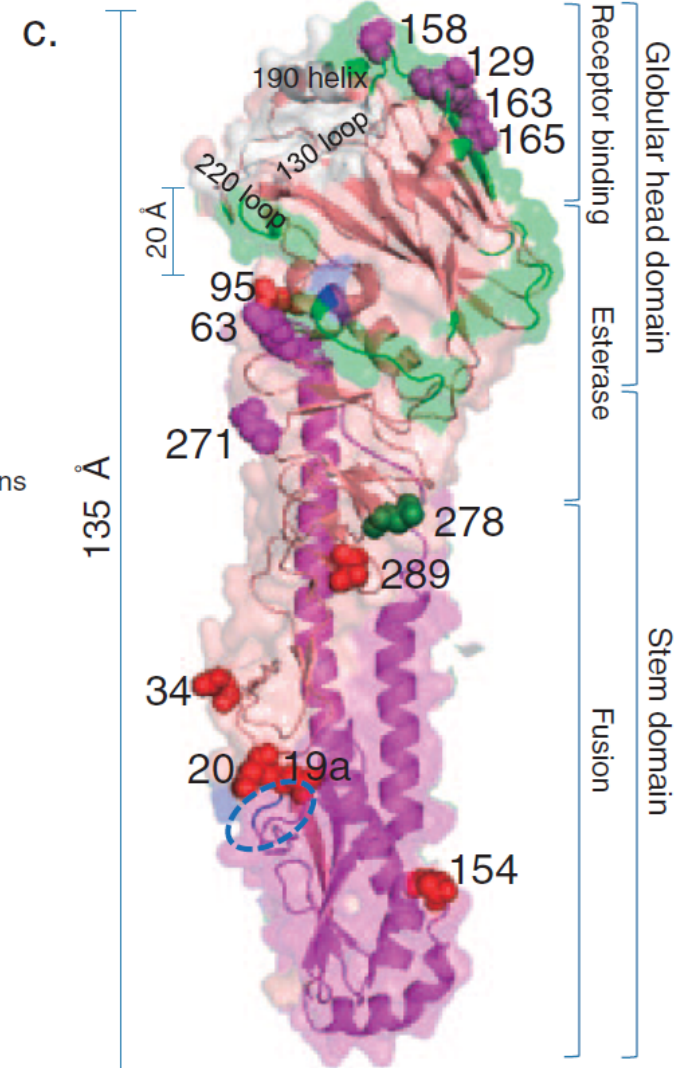 c.
158
129
163
165
190 helix
130 loop
220 loop
20 Å
95
63
271
278
289
34
20
19a
154
ns
135 Å
Receptor binding
Esterase
Fusion
Globular head domain
Stem domain